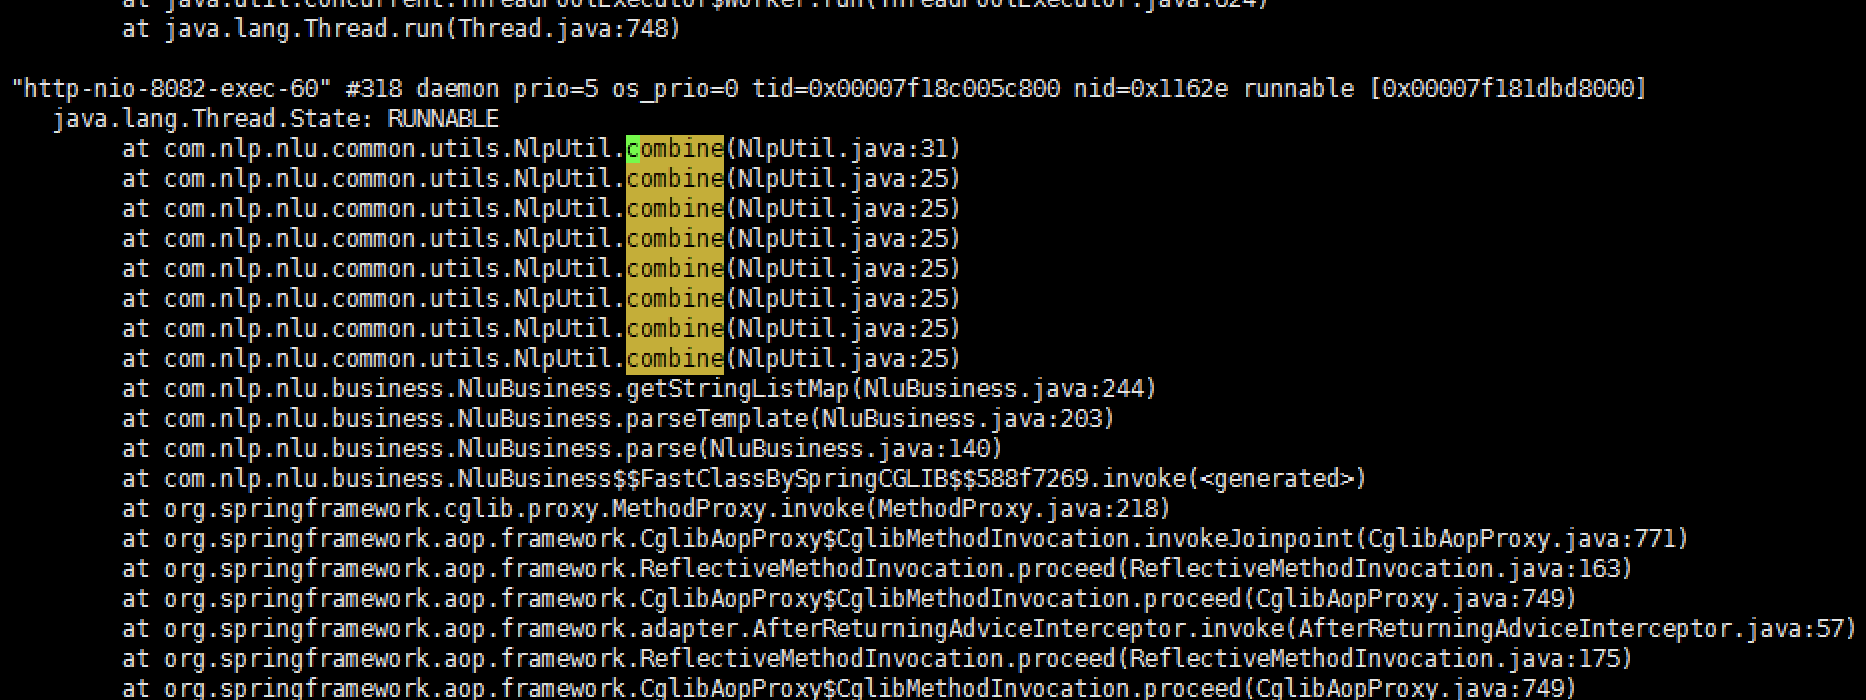 at java.util.concurrent.ThreadPoolExecutor$Worker.run(ThreadPoolExecutor.java:624)
at java.lang.Thread.run(Thread.java:748)
"http-nio-8082-exec-60" #318 daemon prio=5 os_prio=0 tid=0x00007f18c005c800 nid=0x1162e runnable [0x00007f181dbd8000]
java.lang.Thread.State: RUNNABLE
at com.nlp.nlu.common.utils.NlpUtil.combine(NlpUtil.java:31)
at com.nlp.nlu.common.utils.NlpUtil.combine(NlpUtil.java:25)
at com.nlp.nlu.common.utils.NlpUtil.combine(NlpUtil.java:25)
at com.nlp.nlu.common.utils.NlpUtil.combine(NlpUtil.java:25)
at com.nlp.nlu.common.utils.NlpUtil.combine(NlpUtil.java:25)
at com.nlp.nlu.common.utils.NlpUtil.combine(NlpUtil.java:25)
at com.nlp.nlu.common.utils.NlpUtil.combine(NlpUtil.java:25)
at com.nlp.nlu.common.utils.NlpUtil.combine(NlpUtil.java:25)
at com.nlp.nlu.business.NluBusiness.getStringListMap(NluBusiness.java:244)
at com.nlp.nlu.business.NluBusiness.parseTemplate(NluBusiness.java:203)
at com.nlp.nlu.business.NluBusiness.parse(NluBusiness.java:140)
at com.nlp.nlu.business.NluBusiness$$FastClassBySpringCGLIB$$588f7269.invoke(<generated>)
at org.springframework.cglib.proxy.MethodProxy.invoke(MethodProxy.java:218)
at org.springframework.aop.framework.CglibAopProxy$CglibMethodInvocation.invokeJoinpoint(CglibAopProxy.java:771)
at org.springframework.aop.framework.ReflectiveMethodInvocation.proceed(ReflectiveMethodInvocation.java:163)
at org.springframework.aop.framework.CglibAopProxy$CglibMethodInvocation.proceed(CglibAopProxy.java:749)
at org.springframework.aop.framework.adapter.AfterReturningAdviceInterceptor.invoke(AfterReturningAdviceInterceptor.java:57)
at org.springframework.aop.framework.ReflectiveMethodInvocation.proceed(ReflectiveMethodInvocation.java:175)
at org.springframework.aop.framework.CglibAopProxy$CglibMethodInvocation.proceed(CglibAopProxy.java:749)